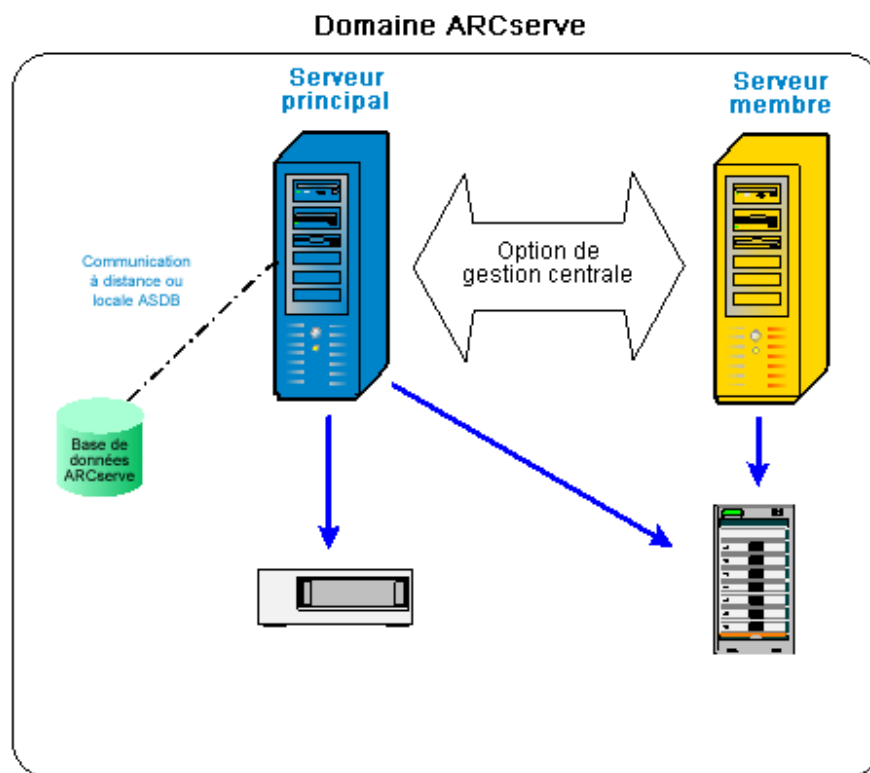 Domaine ARCserve
Serveur
principal
Serveur
membre
Option de
gestion centrale
Communication
à distance ou
locale ASDB
Base de
données
ARCserve